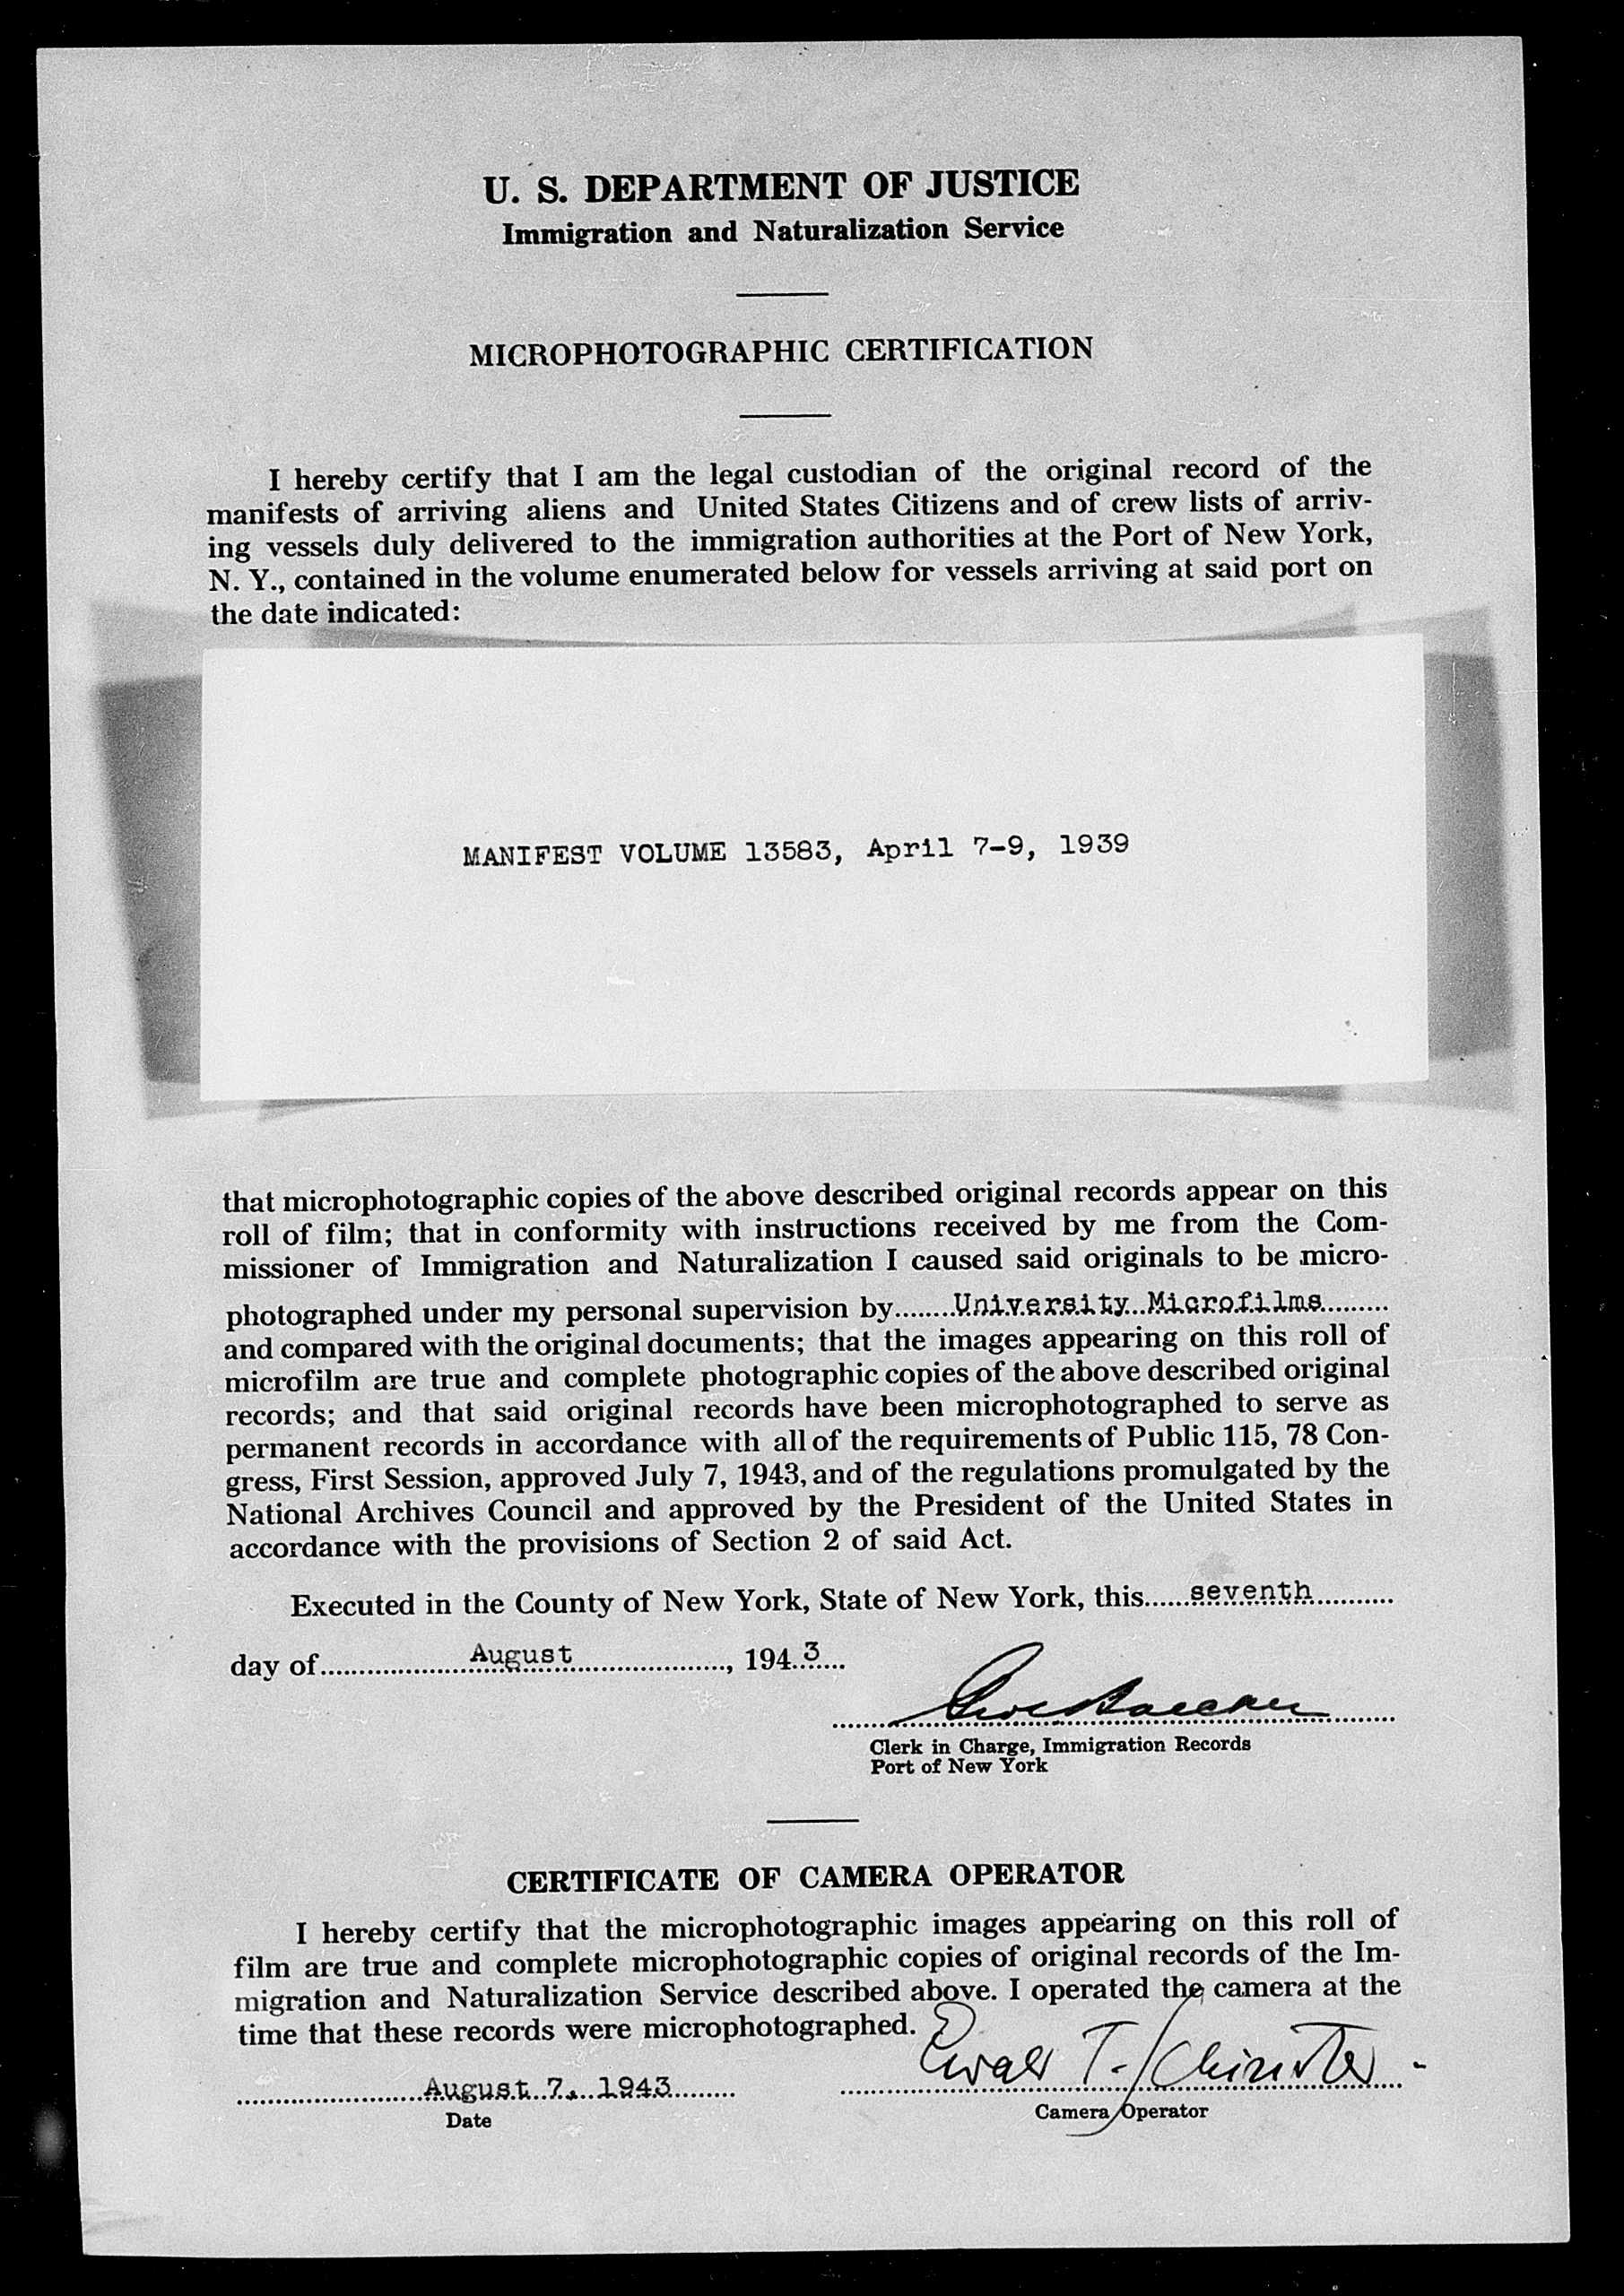 U. S. DEPARTMENT OF JUSTICE
Immigration and Naturalization Service
MICROPHOTOGRAPHIC CERTIFICATION
I hereby certify that I am the legal custodian of the original record of the
manifests of arriving aliens and United States Citizens and of crew lists of arriv-
ing vessels duly delivered to the immigration authorities at the Port of New York,
N. Y., contained in the volume enumerated below for vessels arriving at said port on
the date indicated:
MANIFEST VOLUME 13583, April 7-9, 1939
that microphotographic copies of the above described original records appear on this
roll of film; that in conformity with instructions received by me from the Com-
missioner of Immigration and Naturalization I caused said originals to be micro-
photographed under my personal supervision by University Microfilms
and compared with the original documents; that the images appearing on this roll of
microfilm are true and complete photographic copies of the above described original
records; and that said original records have been microphotographed to serve as
permanent records in accordance with all of the requirements of Public 115, 78 Con-
gress, First Session, approved July 7, 1943, and of the regulations promulgated by the
National Archives Council and approved by the President of the United States in
accordance with the provisions of Section 2 of said Act.
Executed in the County of New York, State of New York, this seventh
day of August, 1943
Clerk in Charge, Immigration Records
Port of New York
CERTIFICATE OF CAMERA OPERATOR
I hereby certify that the microphotographic images appearing on this roll of
film are true and complete microphotographic copies of original records of the Im-
migration and Naturalization Service described above. I operated the camera at the
time that these records were microphotographed.
August 7, 1943
Date
Camera Operator